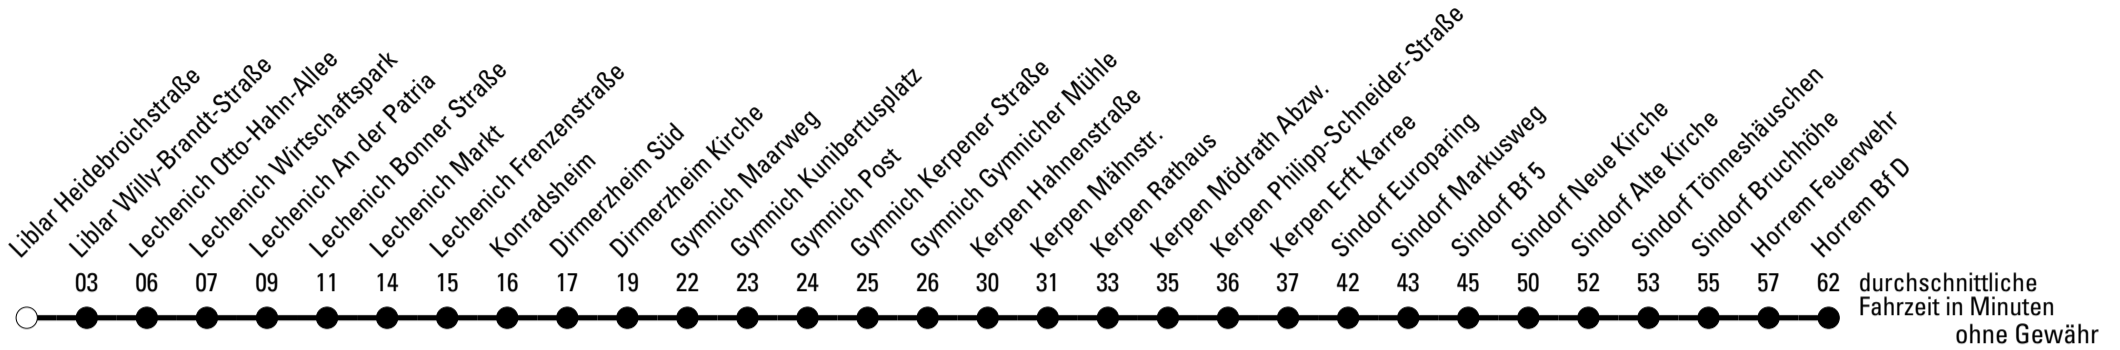 Liblar Heidebroichstraße
Liblar Willy-Brandt-Straße
Lechenich Otto-Hahn-Allee
Lechenich Wirtschaftspark
Lechenich An der Patria
Lechenich Bonner Straße
Lechenich Markt
Lechenich Frenzenstraße
Konradsheim
Dirmerzheim Süd
Dirmerzheim Kirche
Gymnich Maarweg
Gymnich Kunibertusplatz
Gymnich Post
Gymnich Kerpener Straße
Gymnich Gymnicher Mühle
Kerpen Hahnenstraße
Kerpen Mähnstr.
Kerpen Rathaus
Kerpen Mödrath Abzw.
Kerpen Philipp-Schneider-Straße
Kerpen Erft Karree
Sindorf Europaring
Sindorf Markusweg
Sindorf Bf 5
Sindorf Neue Kirche
Sindorf Alte Kirche
Sindorf Tönneshäuschen
Sindorf Bruchhöhe
Horrem Feuerwehr
Horrem Bf D
03 06 07 09 11 14 15 16 17 19 22 23 24 25 26 30 31 33 35 36 37 42 43 45 50 52 53 55 57 62 durchschnittliche
Fahrzeit in Minuten
ohne Gewähr